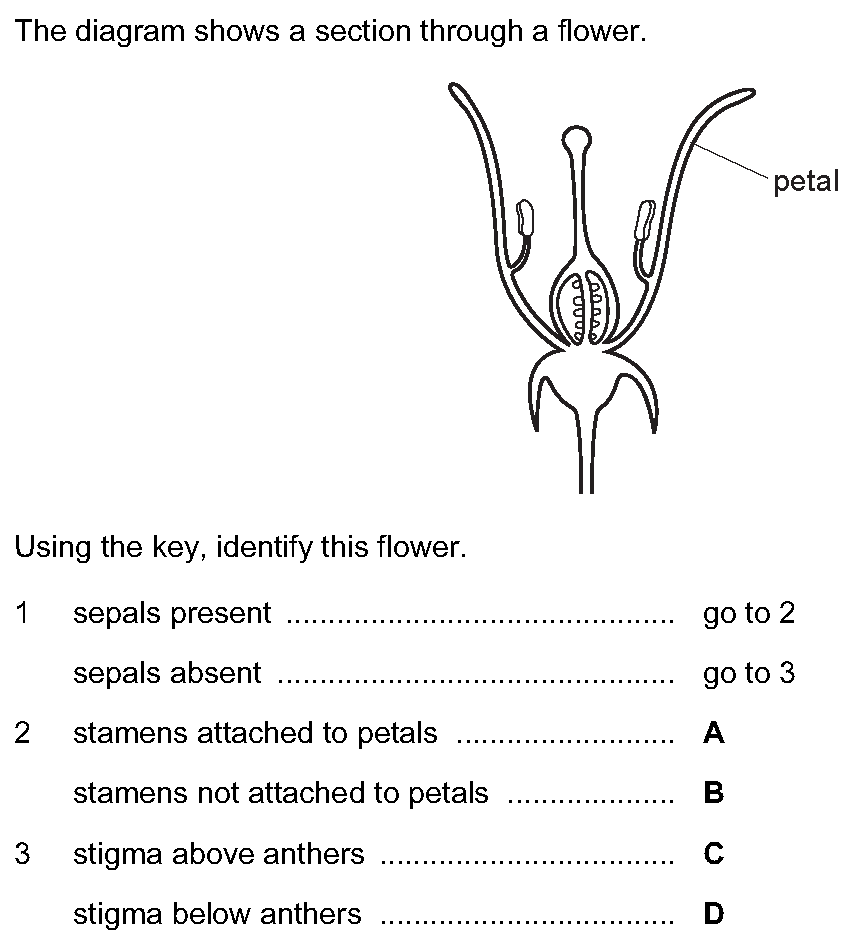 The diagram shows a section through a flower.
petal
Using the key, identify this flower.
1 sepals present .............................................. go to 2
sepals absent ............................................... go to 3
2 stamens attached to petals .......................... A
stamens not attached to petals .................... B
3 stigma above anthers ................................... C
stigma below anthers ................................... D